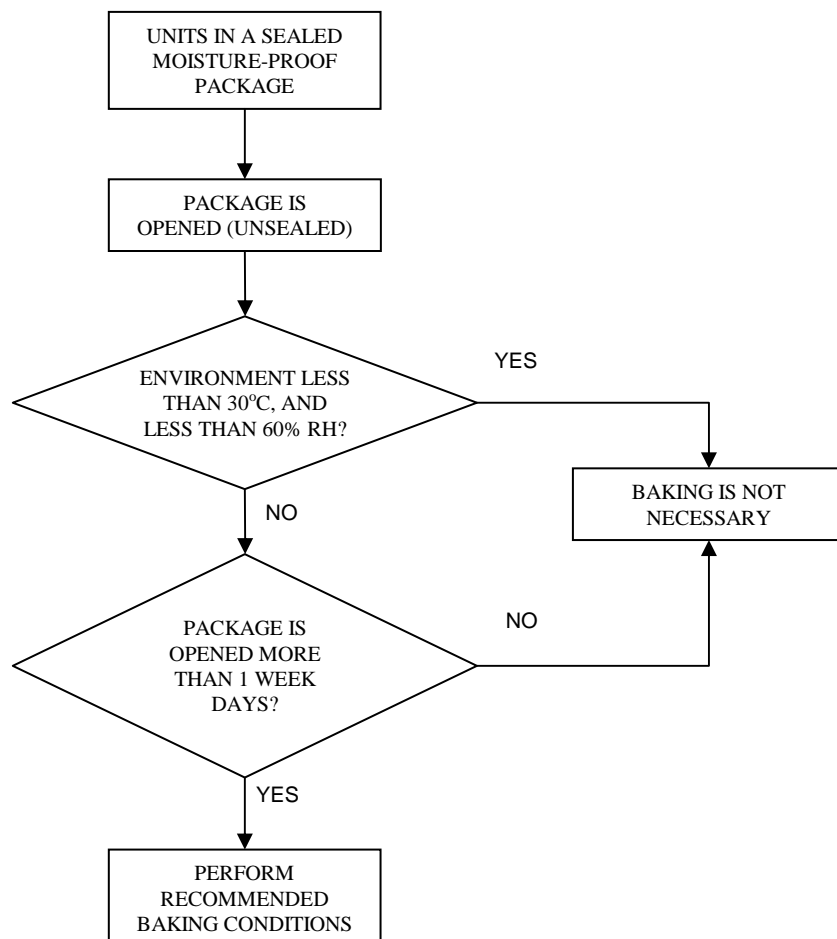 UNITS IN A SEALED
MOISTURE-PROOF
PACKAGE
PACKAGE IS
OPENED (UNSEALED)
YES
ENVIRONMENT LESS
THAN 30°C, AND
LESS THAN 60% RH?
BAKING IS NOT
NECESSARY
NO
NO
PACKAGE IS
OPENED MORE
THAN 1 WEEK
DAYS?
YES
PERFORM
RECOMMENDED
BAKING CONDITIONS